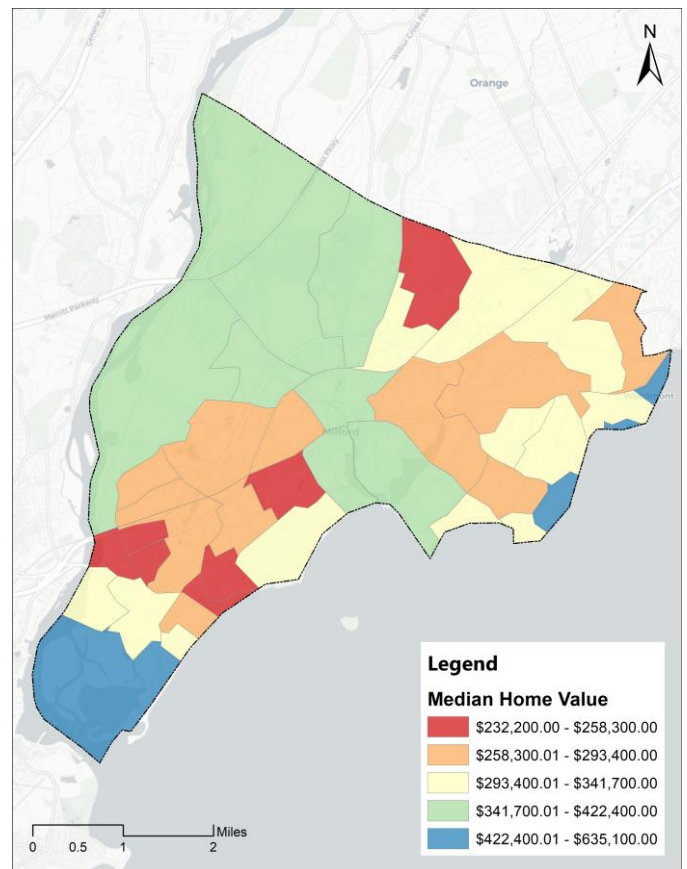 N
Orange
Merritt Parkway
Milford
Legend
Median Home Value
$232,200.00 - $258,300.00
$258,300.01 - $293,400.00
$293,400.01 - $341,700.00
$341,700.01 - $422,400.00
$422,400.01 - $635,100.00
Miles
0 0.5 1 2